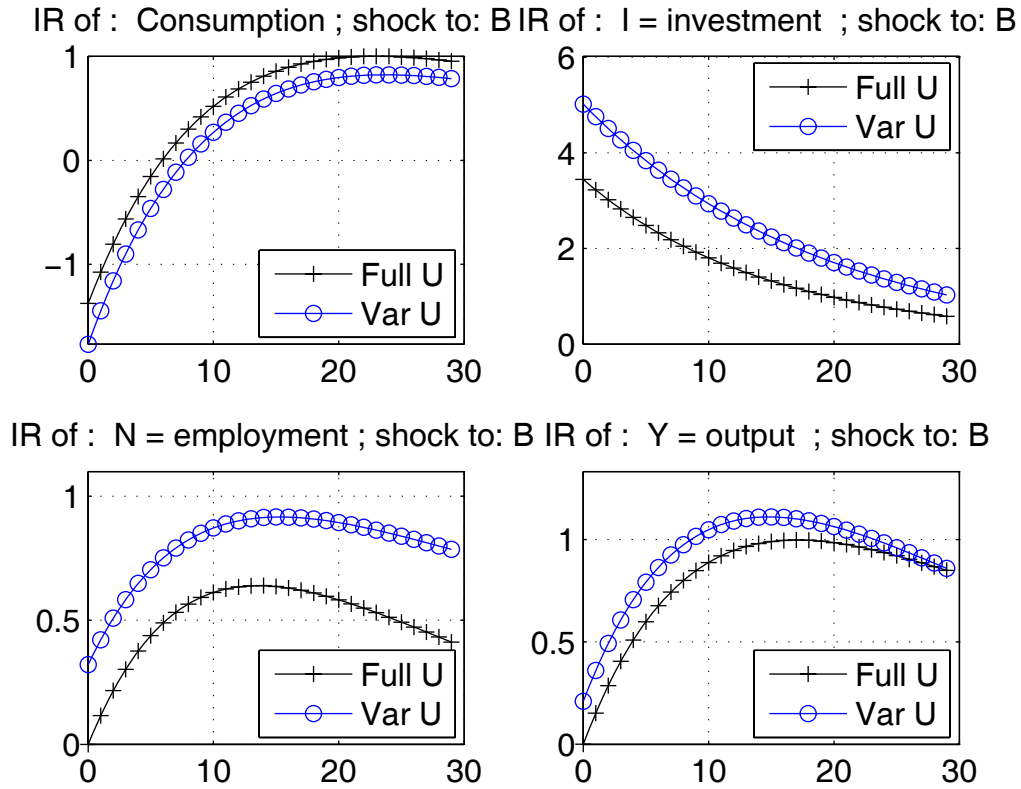 IR of : Consumption ; shock to: B
1
0
−1
0
10
20
30
Full U
Var U
IR of : I = investment ; shock to: B
6
4
2
0
0
10
20
30
Full U
Var U
IR of : N = employment ; shock to: B
1
0.5
0
0
10
20
30
Full U
Var U
IR of : Y = output ; shock to: B
1
0.5
0
0
10
20
30
Full U
Var U